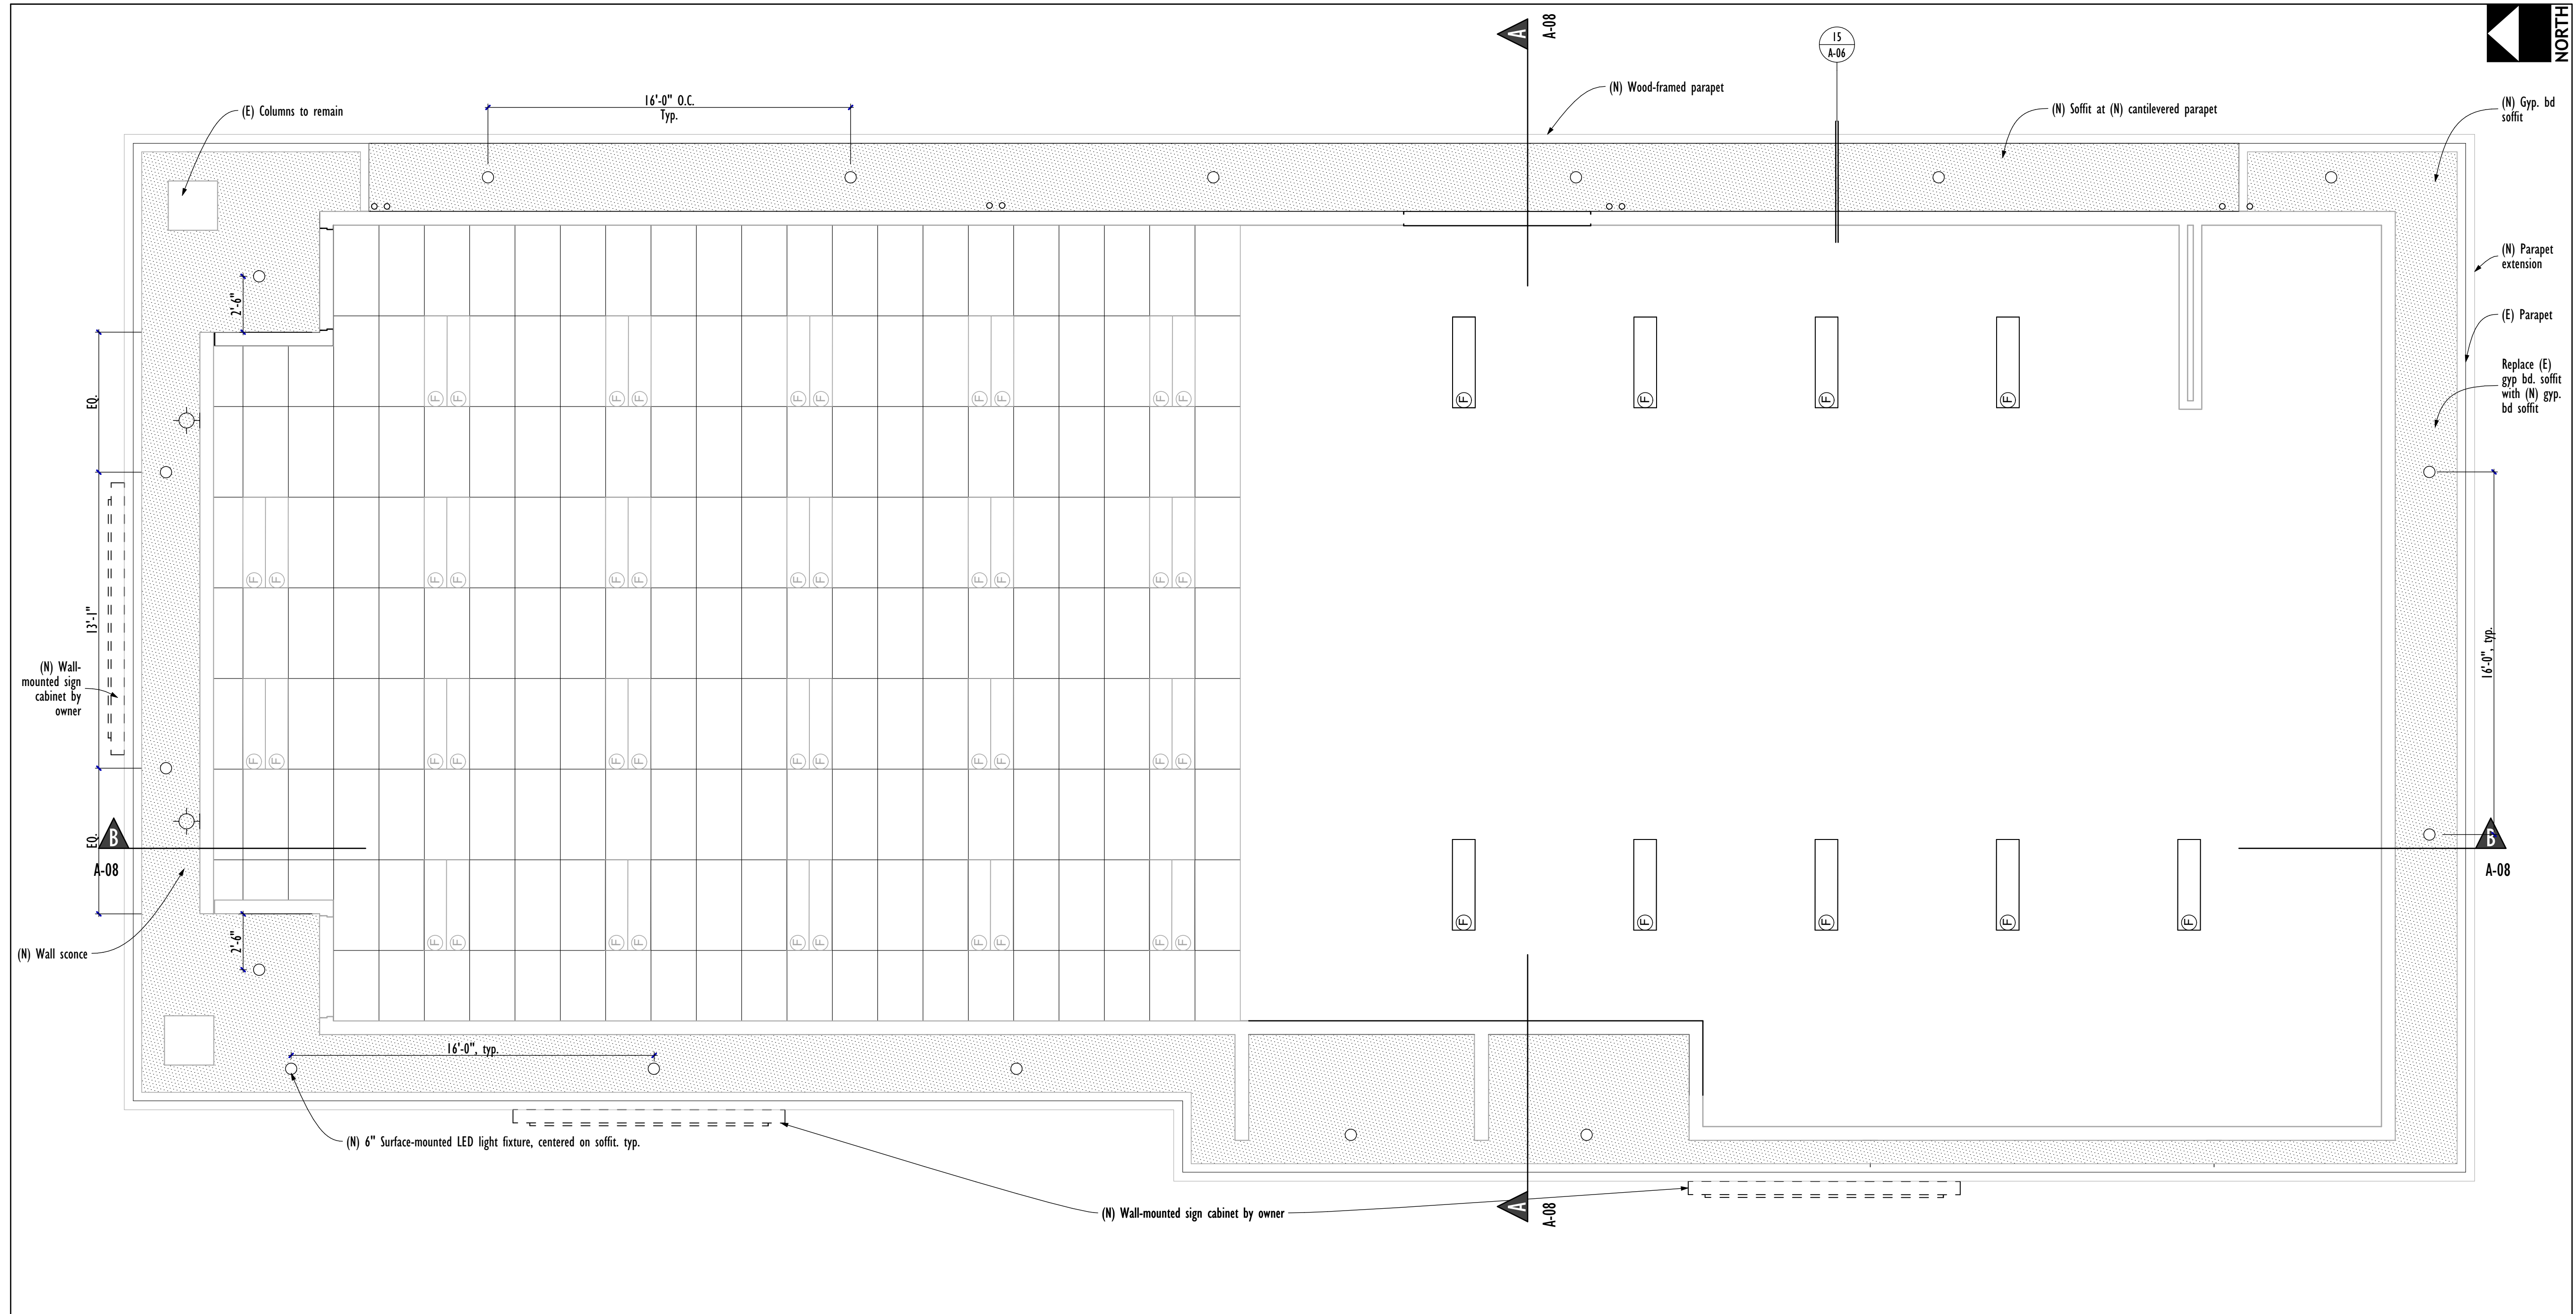 A
A-08
15
A-06
NORTH
(E) Columns to remain
16'-0" O.C.
Typ.
(N) Wood-framed parapet
(N) Soffit at (N) cantilevered parapet
(N) Gyp. bd
soffit
(N) Parapet
extension
(E) Parapet
Replace (E)
gyp bd. soffit
with (N) gyp.
bd soffit
2'-6"
EQ.
13'-1"
(N) Wall-
mounted sign
cabinet by
owner
EQ.
B
A-08
(N) Wall sconce
2'-6"
F F F F F F F F F F
F F F F
F F F F F F F F F F F F
F F F F F F F F F F F F
F F F F F F F F F F
F F F F F
16'-0", typ.
B
A-08
16'-0", typ.
(N) 6" Surface-mounted LED light fixture, centered on soffit. typ.
(N) Wall-mounted sign cabinet by owner
A
A-08